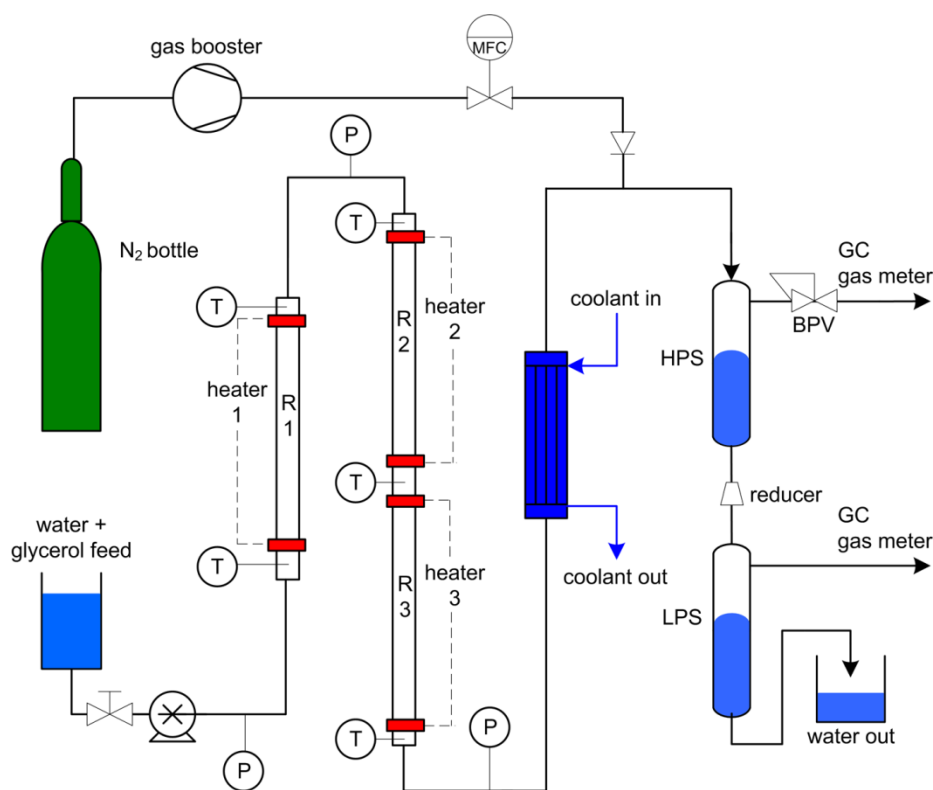 gas booster
MFC
P
N2 bottle
T
T
R
1
heater
1
R
2
heater
2
coolant in
GC
gas meter
BPV
HPS
T
reducer
water +
glycerol feed
T
R
3
heater
3
coolant out
GC
gas meter
LPS
T
P
P
water out